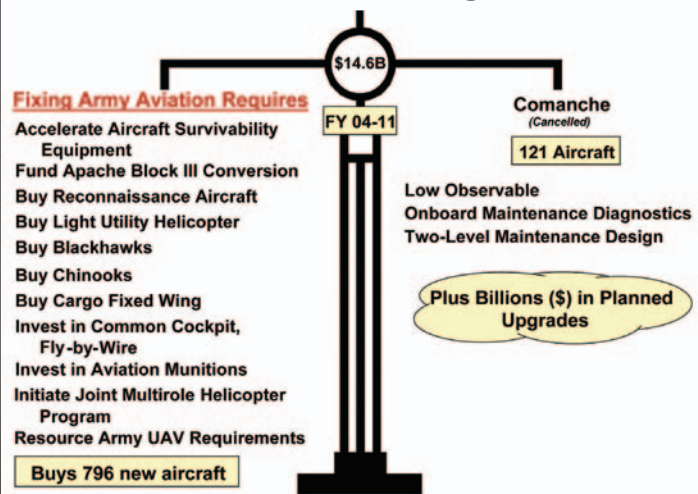 $14.6B
FY 04-11
Fixing Army Aviation Requires
Accelerate Aircraft Survivability
Equipment
Fund Apache Block III Conversion
Buy Reconnaissance Aircraft
Buy Light Utility Helicopter
Buy Blackhawks
Buy Chinooks
Buy Cargo Fixed Wing
Invest in Common Cockpit,
Fly-by-Wire
Invest in Aviation Munitions
Initiate Joint Multirole Helicopter
Program
Resource Army UAV Requirements
Buys 796 new aircraft
Comanche
(Cancelled)
121 Aircraft
Low Observable
Onboard Maintenance Diagnostics
Two-Level Maintenance Design
Plus Billions ($) in Planned
Upgrades